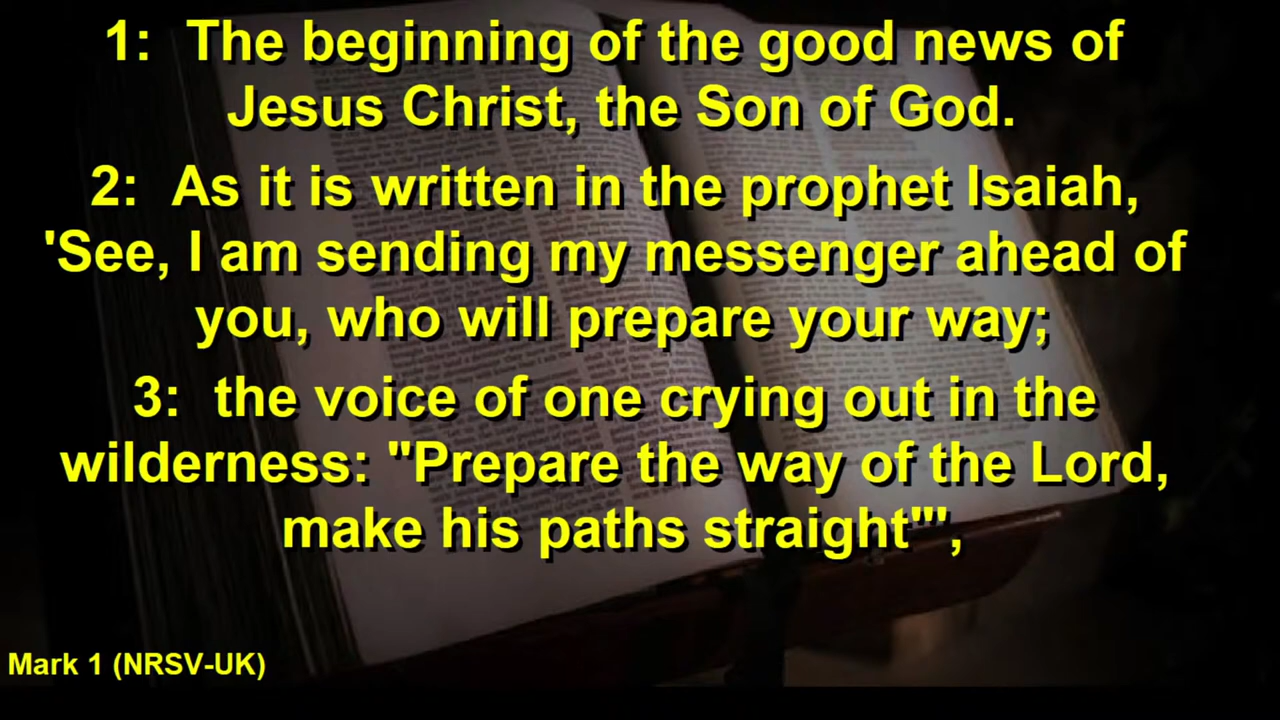 1: The beginning of the good news of
Jesus Christ, the Son of God.
2: As it is written in the prophet Isaiah,
'See, I am sending my messenger ahead of
you, who will prepare your way;
3: the voice of one crying out in the
wilderness: "Prepare the way of the Lord,
make his paths straight"',
Mark 1 (NRSV-UK)